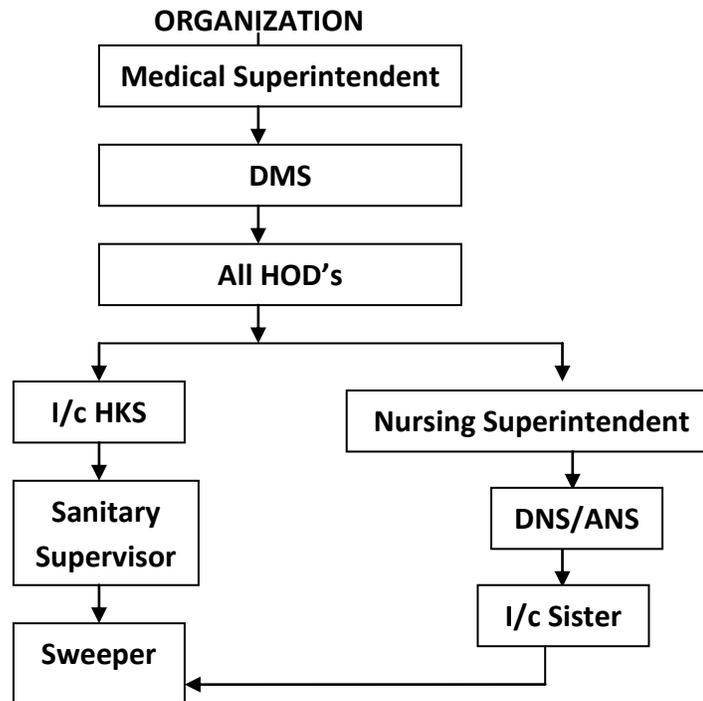 ORGANIZATION
Medical Superintendent
DMS
All HOD’s
I/c HKS
Nursing Superintendent
Sanitary
Supervisor
DNS/ANS
I/c Sister
Sweeper